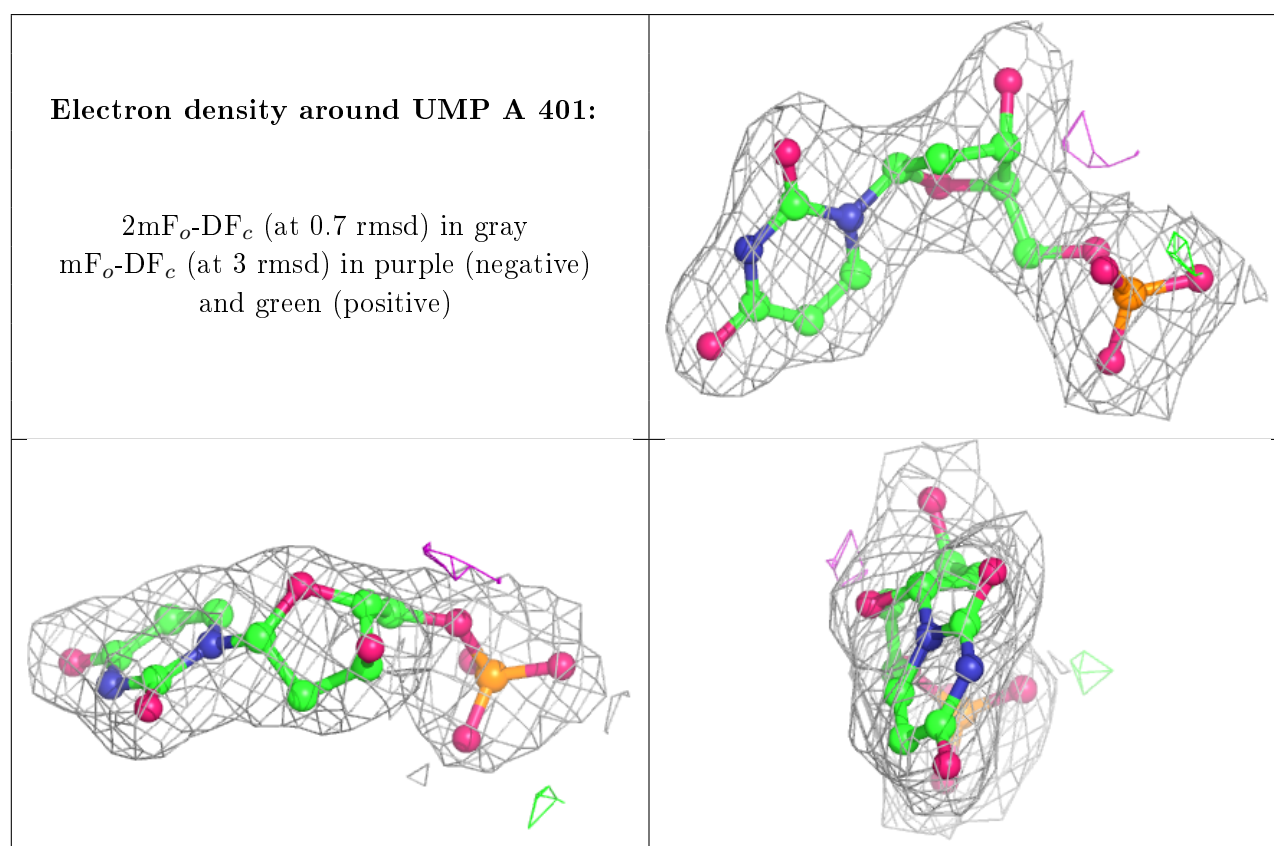 Electron density around UMP A 401:
2mFₒ-DF𝒸 (at 0.7 rmsd) in gray
mFₒ-DF𝒸 (at 3 rmsd) in purple (negative)
and green (positive)